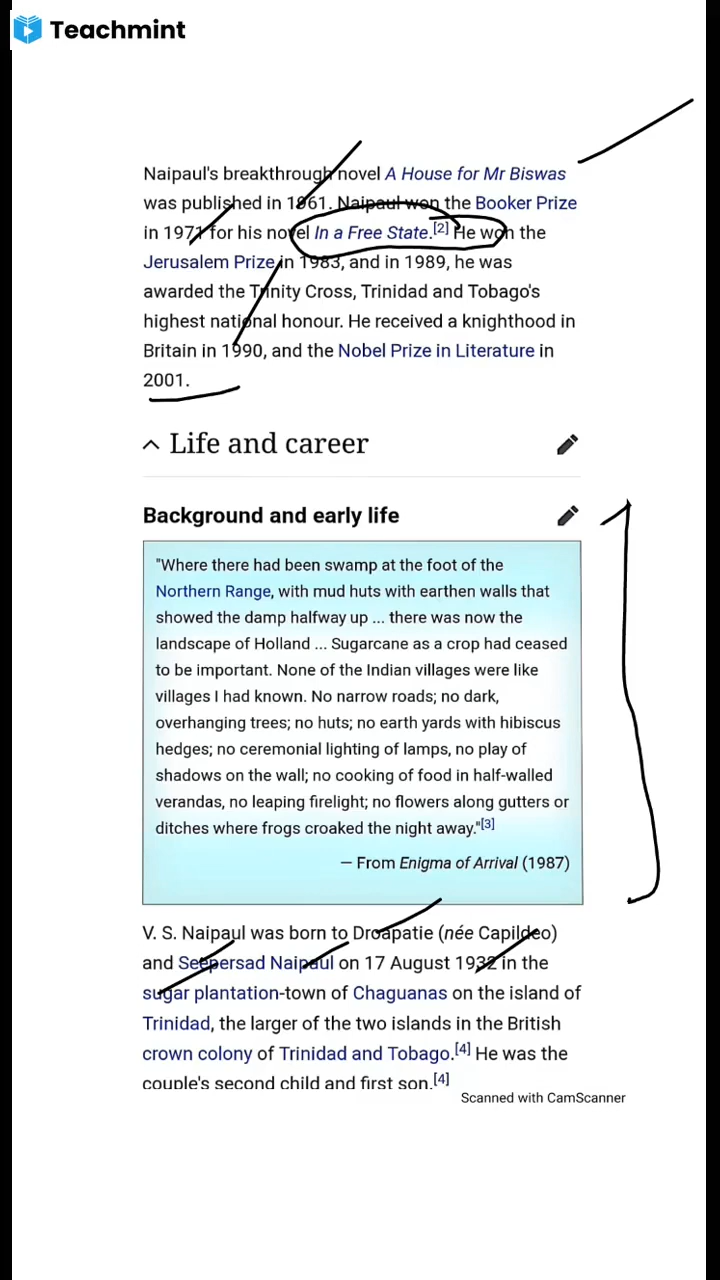 Teachmint
Naipaul's breakthrough novel A House for Mr Biswas
was published in 1961. Naipaul won the Booker Prize
in 1971 for his novel In a Free State.[2] He won the
Jerusalem Prize in 1983, and in 1989, he was
awarded the Trinity Cross, Trinidad and Tobago's
highest national honour. He received a knighthood in
Britain in 1990, and the Nobel Prize in Literature in
2001.
Life and career
Background and early life
"Where there had been swamp at the foot of the
Northern Range, with mud huts with earthen walls that
showed the damp halfway up ... there was now the
landscape of Holland ... Sugarcane as a crop had ceased
to be important. None of the Indian villages were like
villages I had known. No narrow roads; no dark,
overhanging trees; no huts; no earth yards with hibiscus
hedges; no ceremonial lighting of lamps, no play of
shadows on the wall; no cooking of food in half-walled
verandas, no leaping firelight; no flowers along gutters or
ditches where frogs croaked the night away."[3]
— From Enigma of Arrival (1987)
V. S. Naipaul was born to Droapatie (née Capildeo)
and Seepersad Naipaul on 17 August 1932 in the
sugar plantation-town of Chaguanas on the island of
Trinidad, the larger of the two islands in the British
crown colony of Trinidad and Tobago.[4] He was the
couple's second child and first son.[4]
Scanned with CamScanner